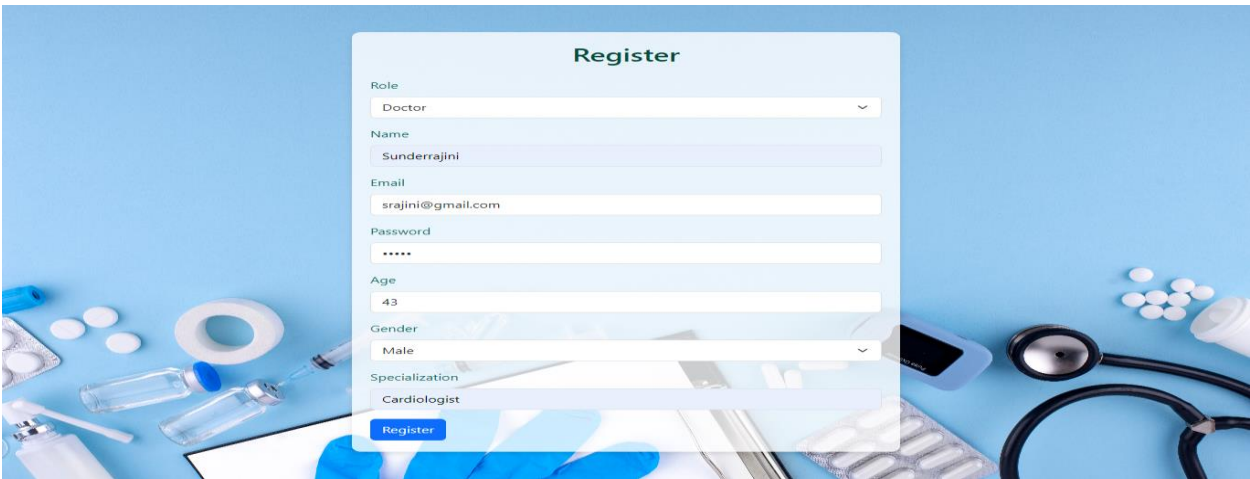 Register
Role
Doctor
Name
Sunderrajini
Email
srajini@gmail.com
Password
•••••
Age
43
Gender
Male
Specialization
Cardiologist
Register